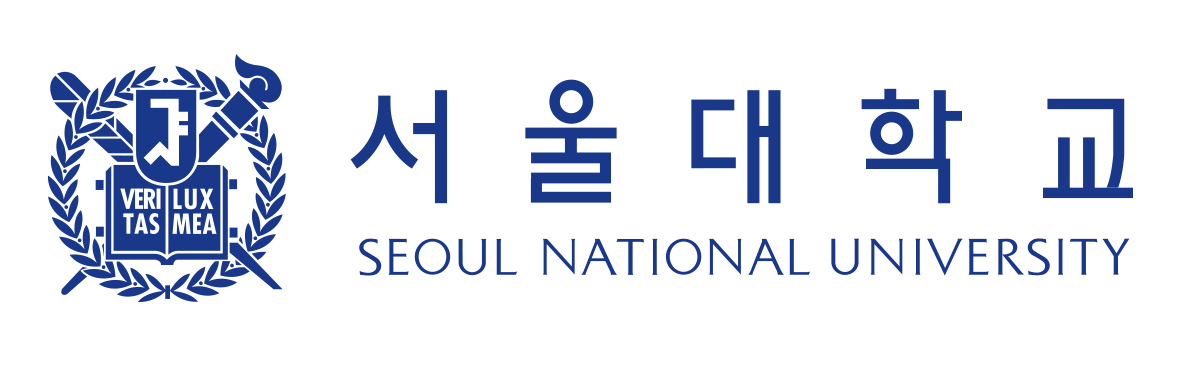 VERI LUX
TAS MEA
서울대학교
SEOUL NATIONAL UNIVERSITY